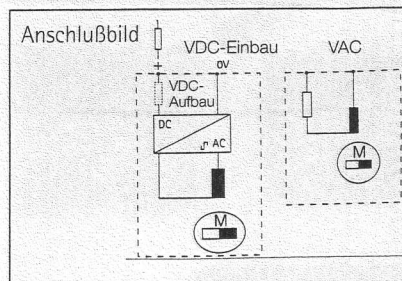 Anschlußbild
VDC-Einbau
VAC
+
0V
VDC-
Aufbau
DC
AC
M
M